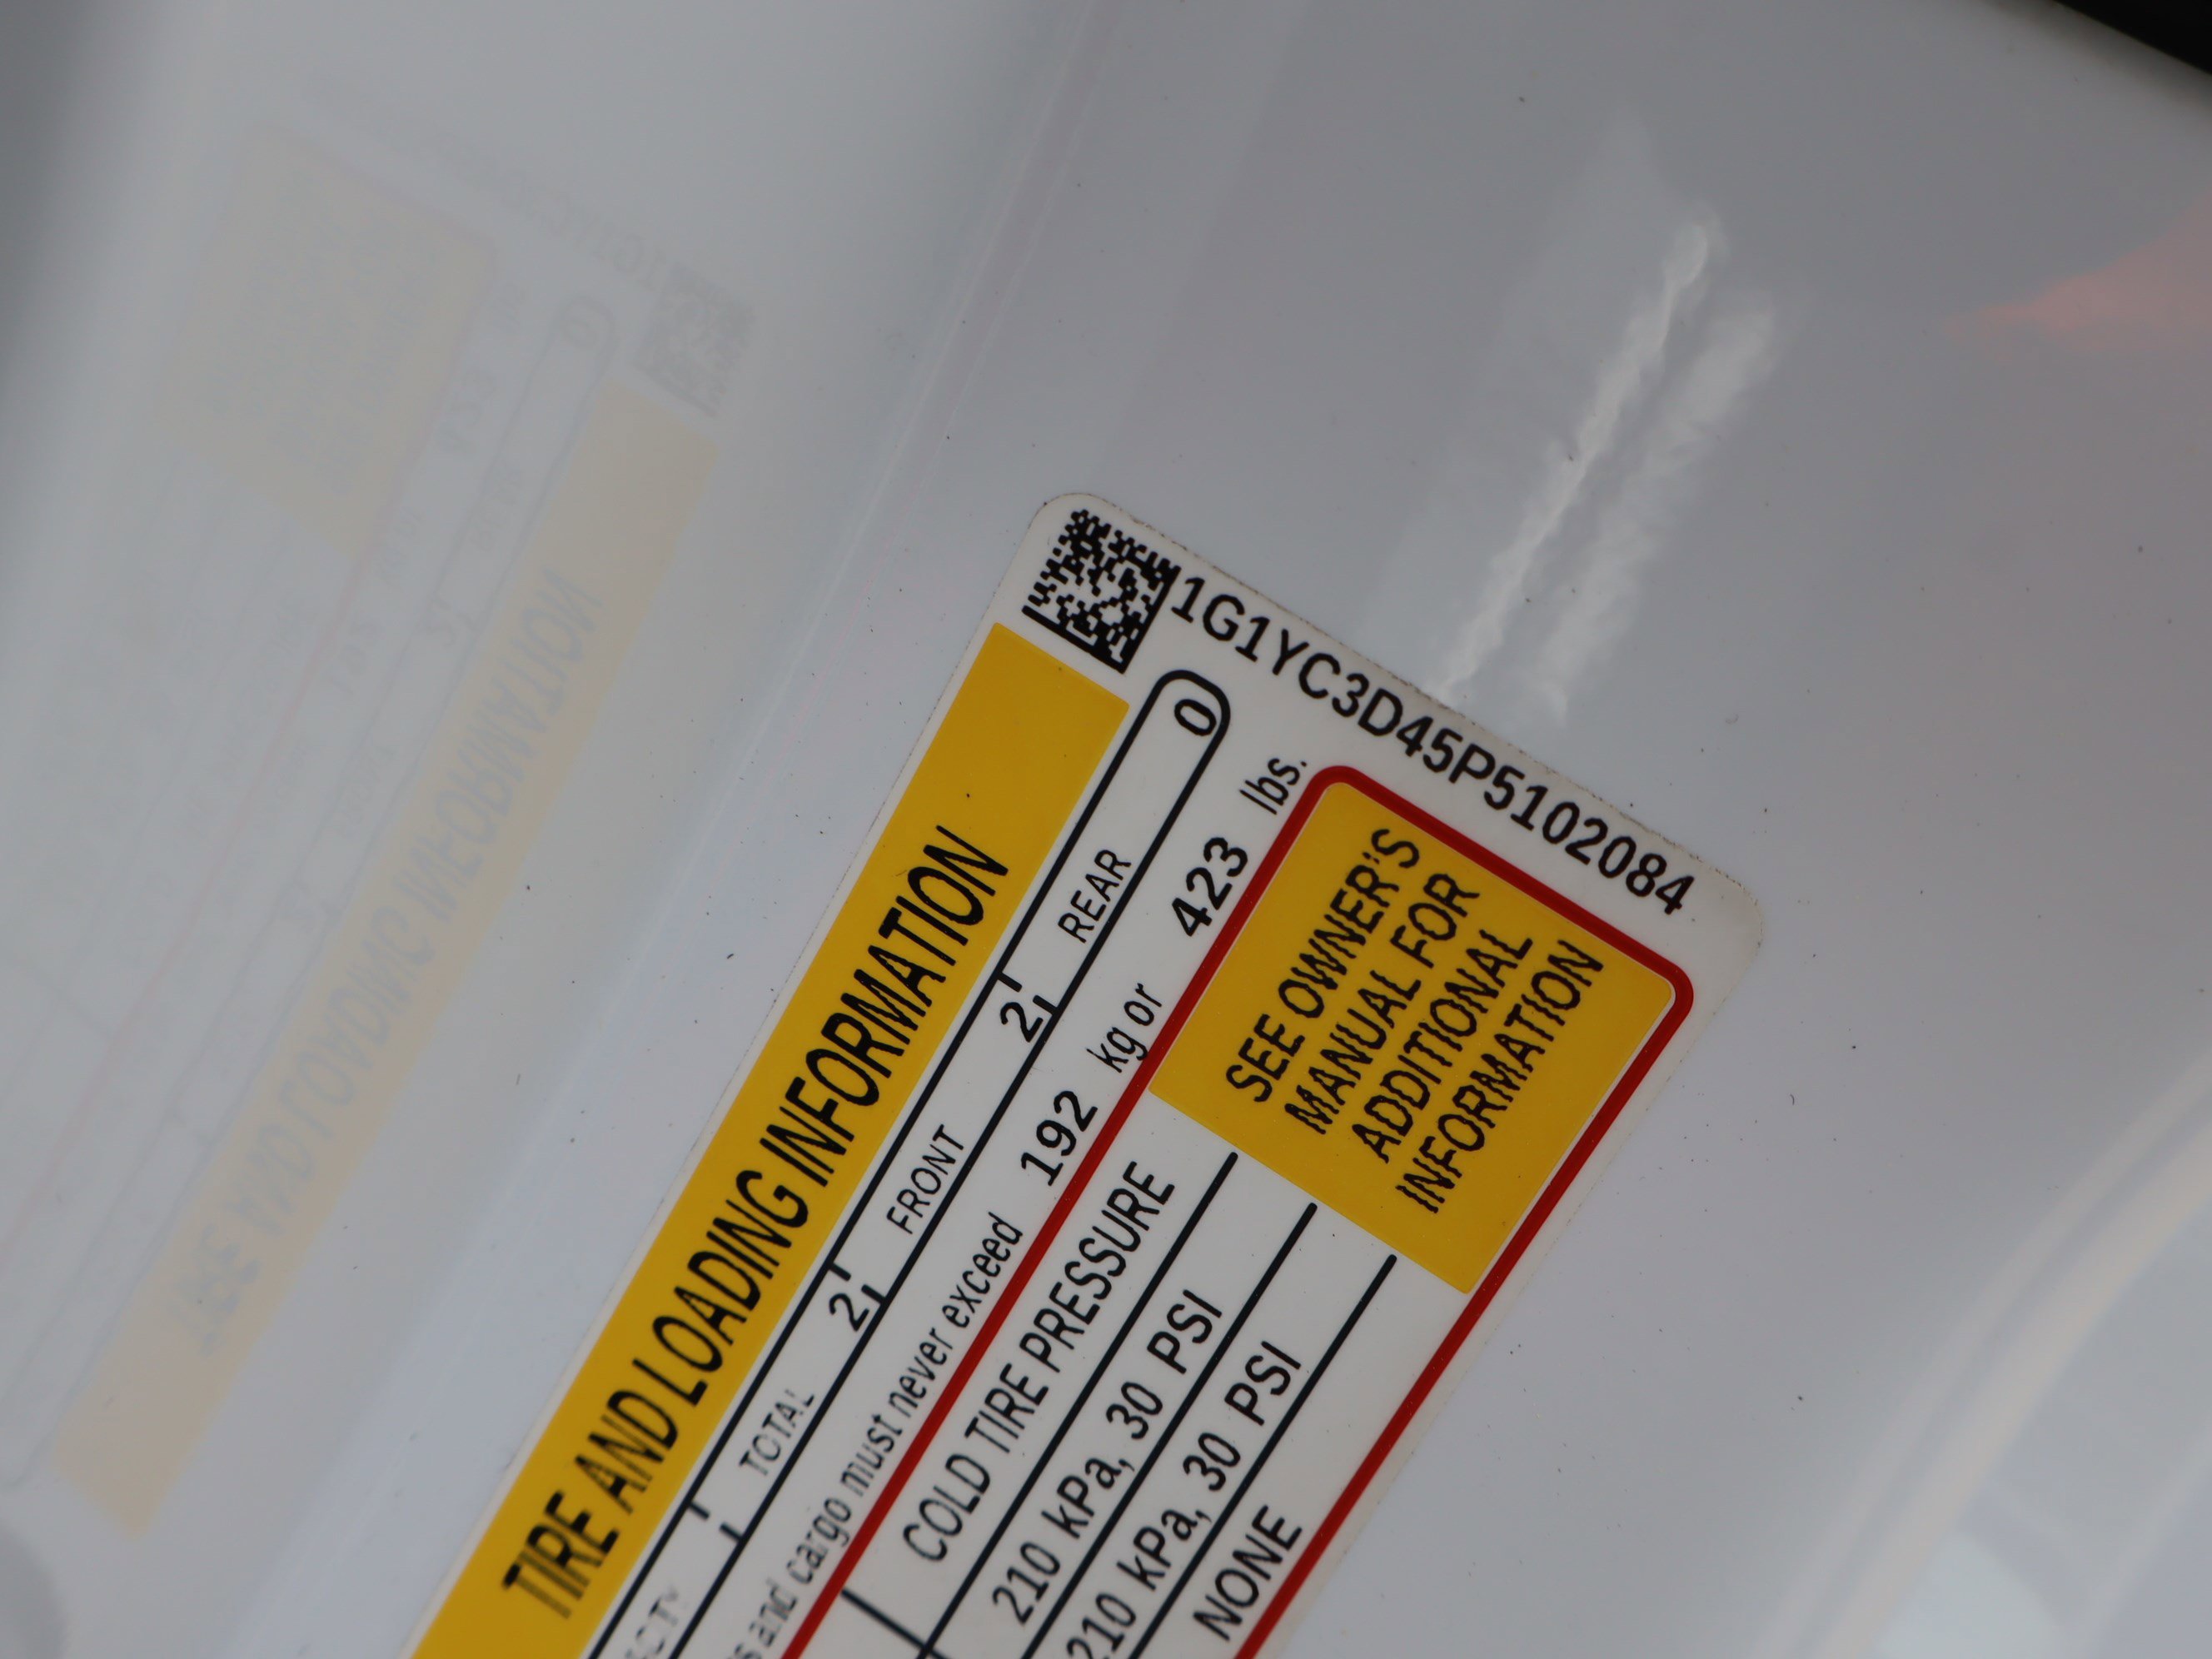 1G1YC3D45P5102084
TIRE AND LOADING INFORMATION
TOTAL 2 FRONT 2 REAR 0
and cargo must never exceed 192 kg or 423 lbs.
COLD TIRE PRESSURE
210 kPa, 30 PSI
210 kPa, 30 PSI
NONE
SEE OWNER'S
MANUAL FOR
ADDITIONAL
INFORMATION